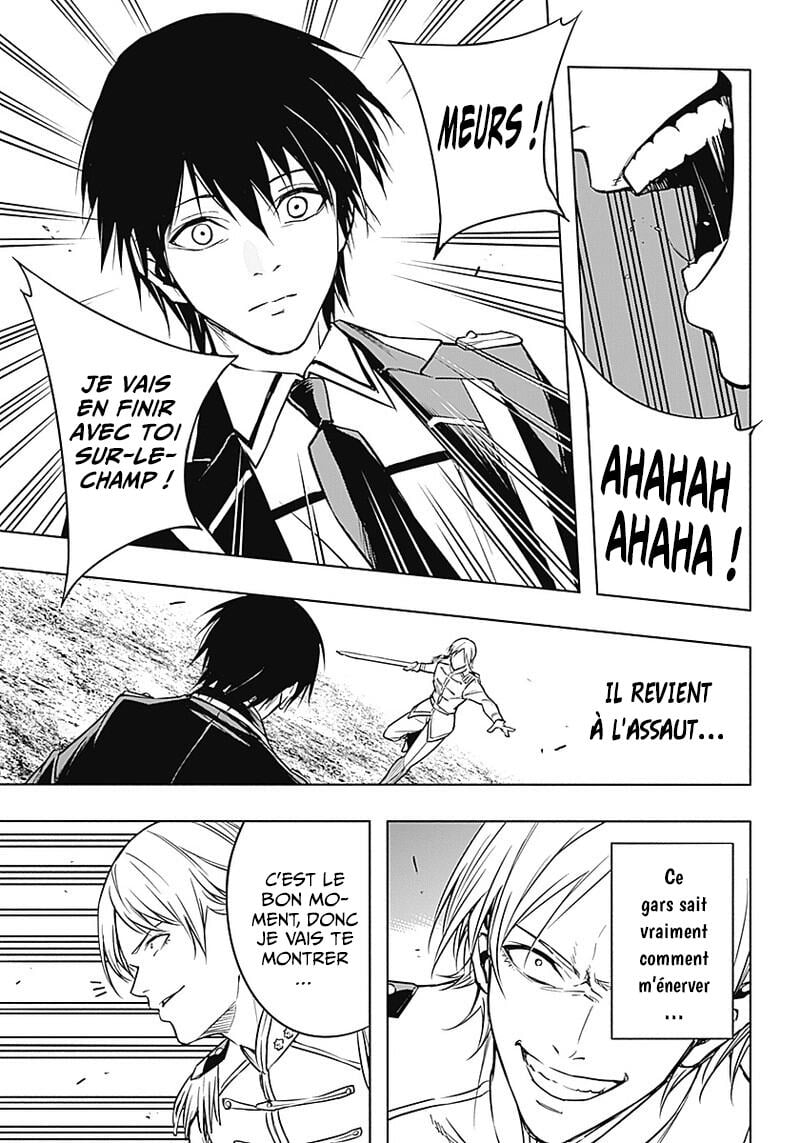 AHAHAH
AHAHA !
MEURS !
JE VAIS
EN FINIR
AVEC TOI
SUR-LE-
CHAMP !
IL REVIENT
À L'ASSAUT...
Ce
gars sait
vraiment
comment
m'énerver
...
C'EST LE
BON MO-
MENT, DONC
JE VAIS TE
MONTRER
...